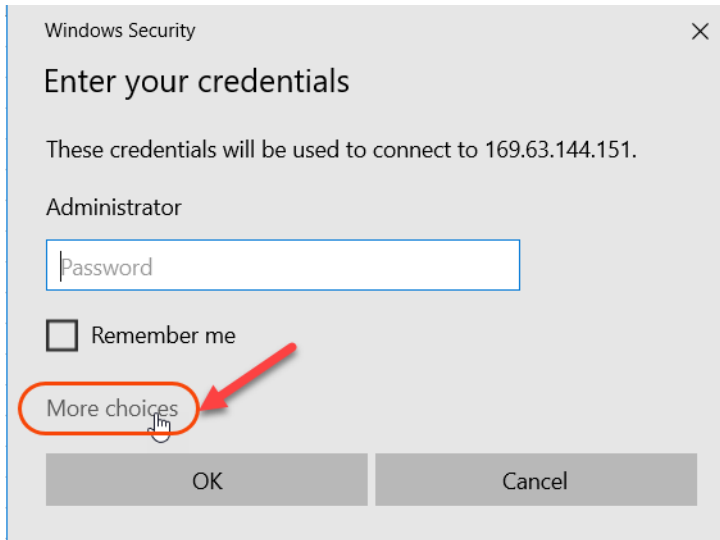 Windows Security
Enter your credentials
These credentials will be used to connect to 169.63.144.151.
Administrator
Password
Remember me
More choices
OK Cancel